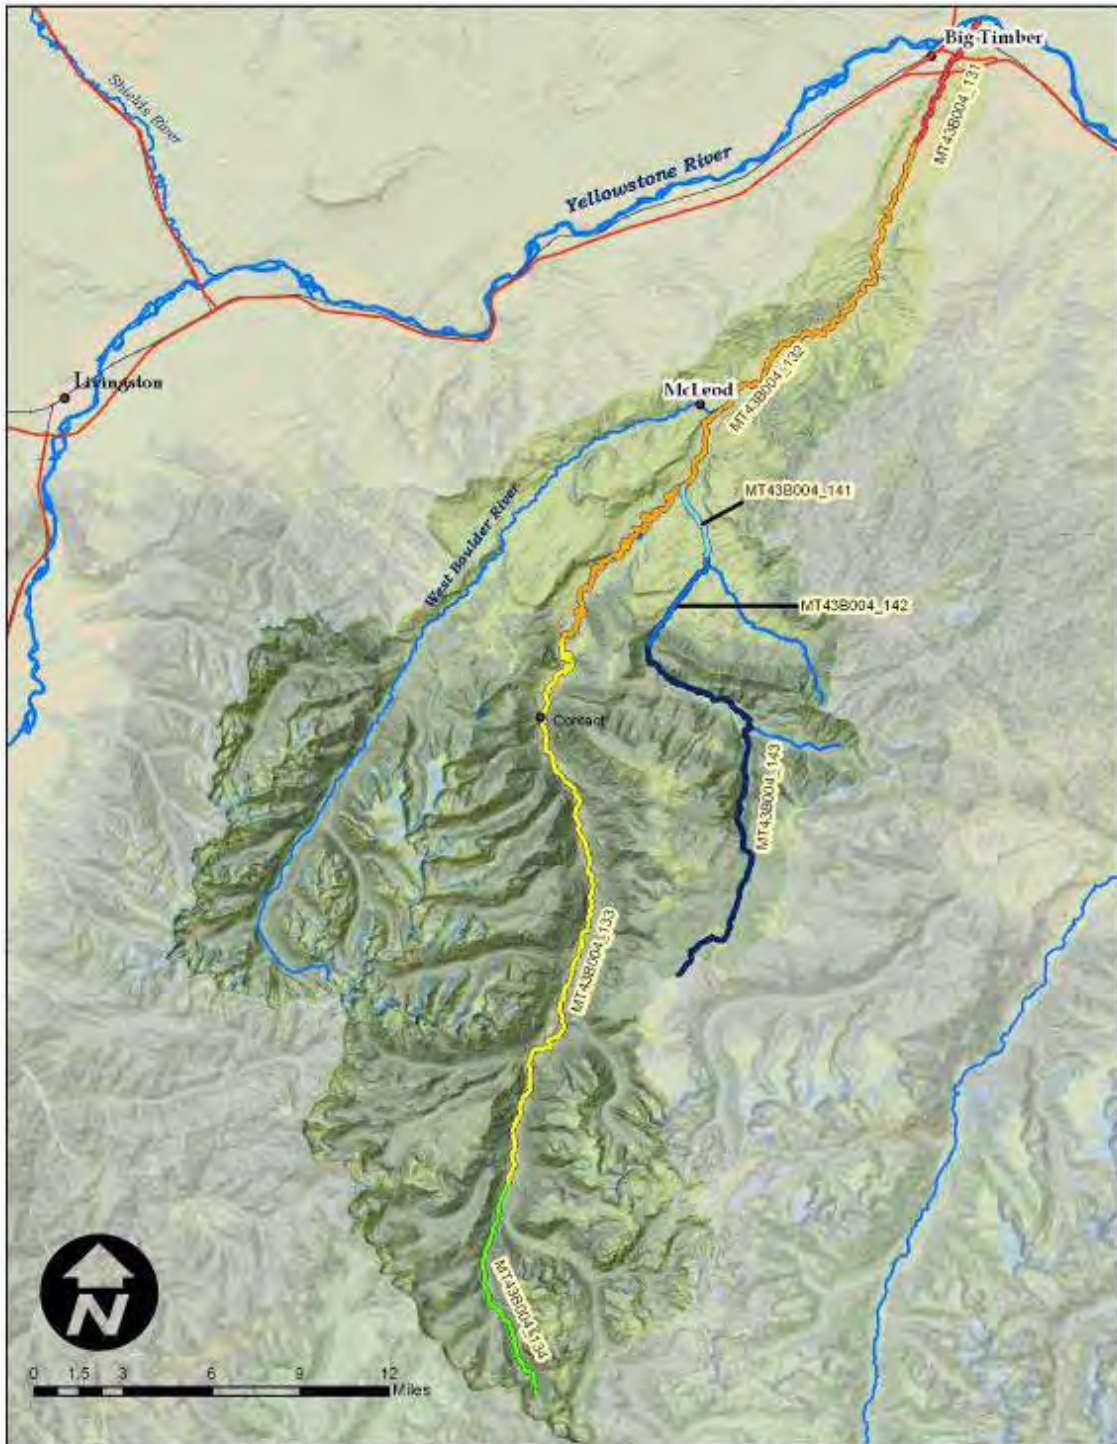 Big Timber
Shields River
MT43B004_131
Yellowstone River
Livingston
McLeod
MT43B004_132
MT43B004_141
West Boulder River
MT43B004_142
Contact
MT43B004_143
MT43B004_133
MT43B004_134
N
0 1.5 3 6 9 12
Miles